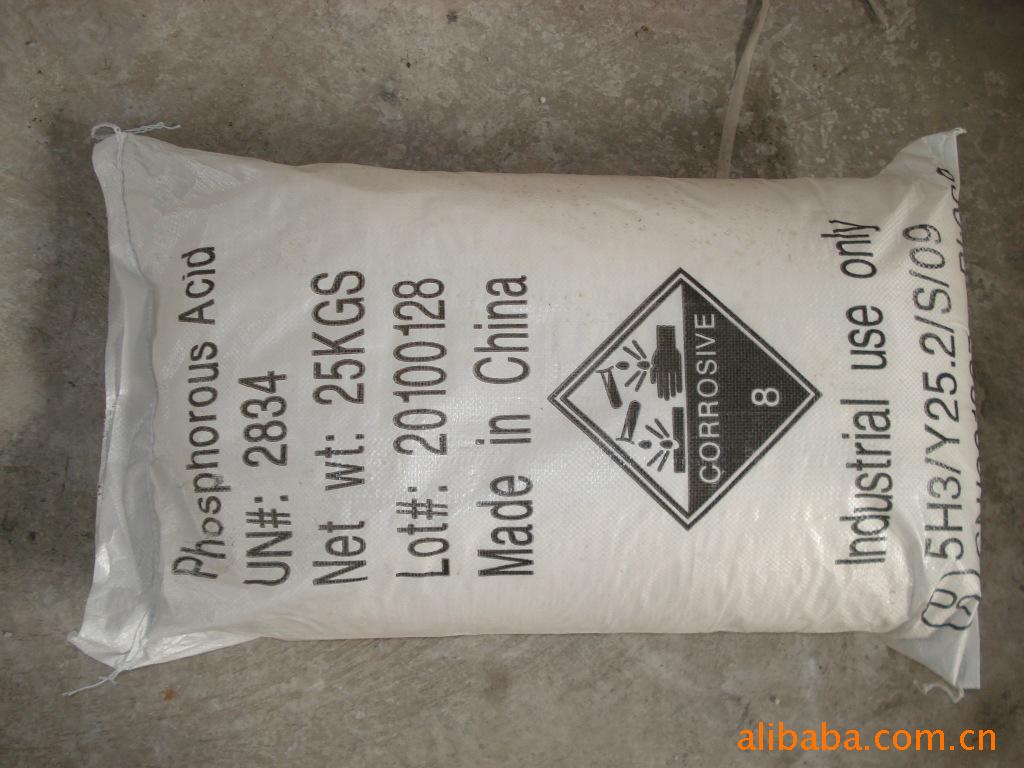 Phosphorous Acid
UN#: 2834
Net wt: 25KGS
Lot#: 20100128
Made in China
CORROSIVE
8
Industrial use only
5H3/Y25.2/S/09
alibaba.com.cn